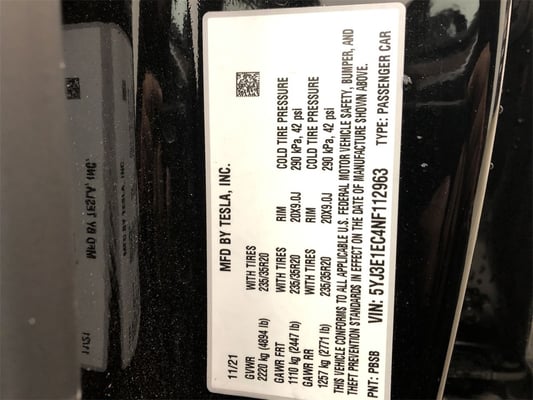 MFD BY TESLA, INC.
11/21
GVWR WITH TIRES RIM COLD TIRE PRESSURE
2220 kg (4894 lb) 235/35R20 20X9.0J 290 kPa, 42 psi
GAWR FRT WITH TIRES RIM COLD TIRE PRESSURE
1110 kg (2447 lb) 235/35R20 20X9.0J 290 kPa, 42 psi
GAWR RR WITH TIRES
1257 kg (2771 lb) 235/35R20
THIS VEHICLE CONFORMS TO ALL APPLICABLE U.S. FEDERAL MOTOR VEHICLE SAFETY, BUMPER, AND
THEFT PREVENTION STANDARDS IN EFFECT ON THE DATE OF MANUFACTURE SHOWN ABOVE.
PNT: PBSB VIN: 5YJ3E1EC4NF112963 TYPE: PASSENGER CAR